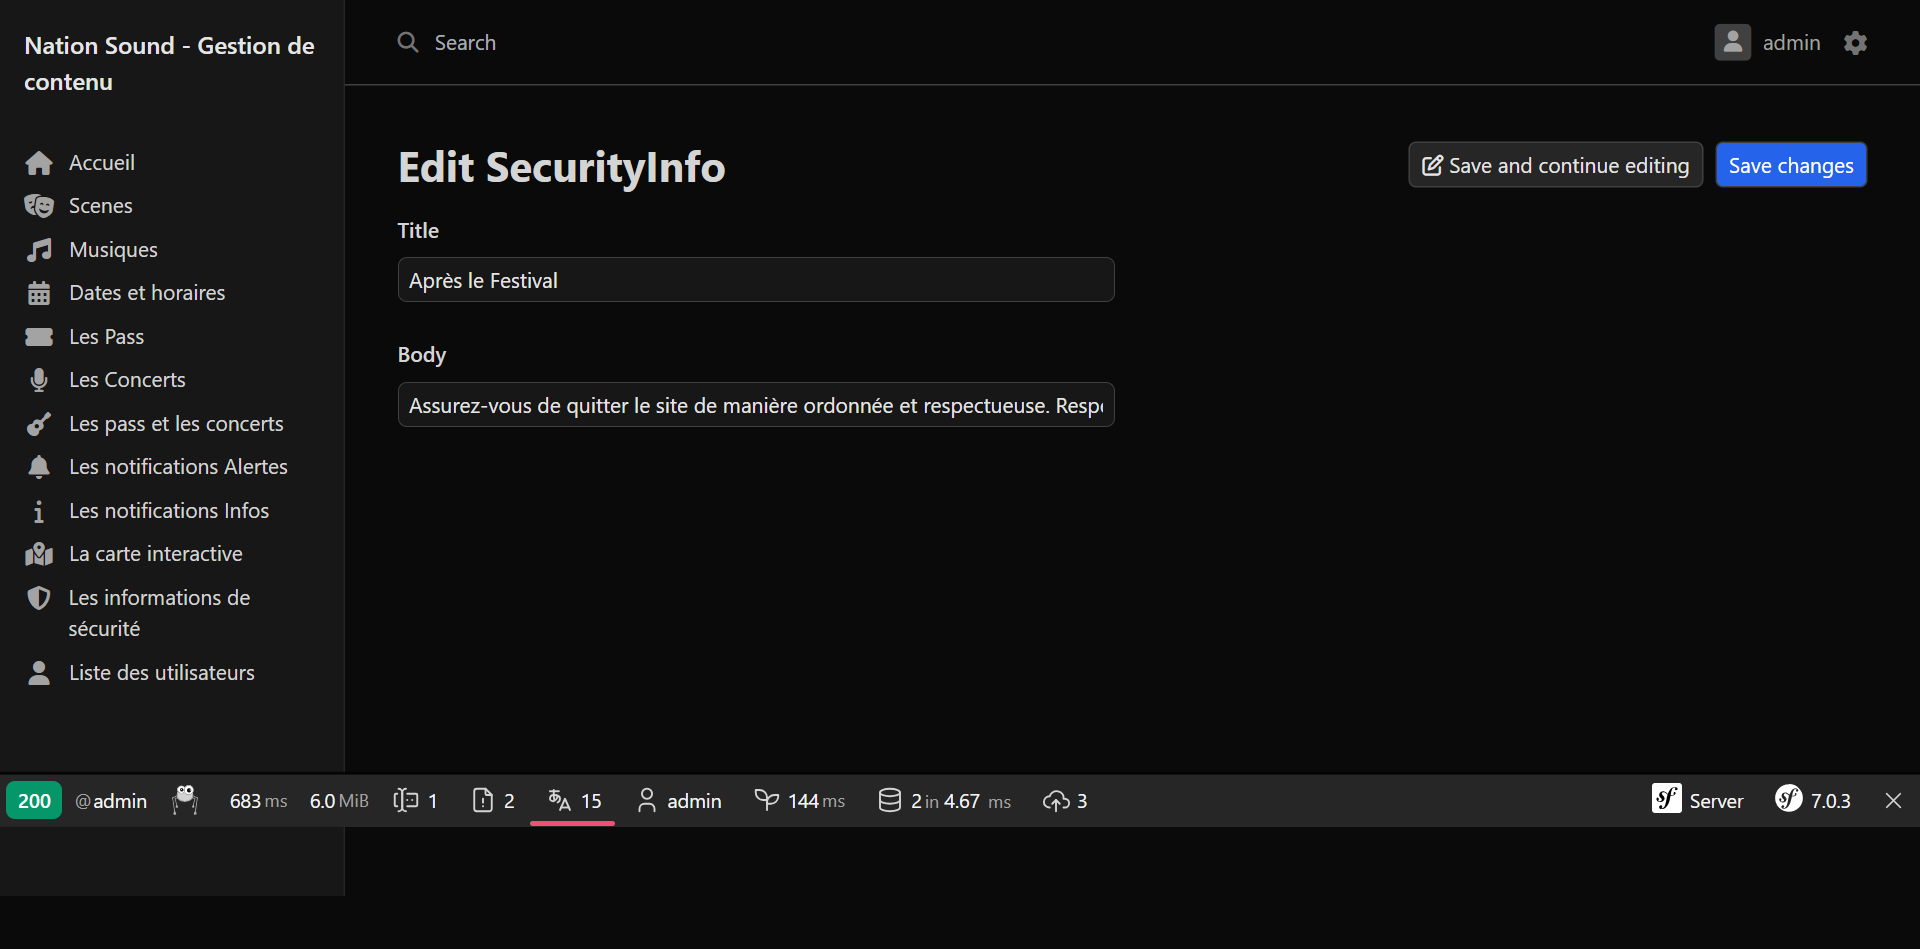 Nation Sound - Gestion de
contenu
Accueil
Scenes
Musiques
Dates et horaires
Les Pass
Les Concerts
Les pass et les concerts
Les notifications Alertes
Les notifications Infos
La carte interactive
Les informations de
sécurité
Liste des utilisateurs
Search
admin
Edit SecurityInfo
Save and continue editing
Save changes
Title
Après le Festival
Body
Assurez-vous de quitter le site de manière ordonnée et respectueuse. Resp
200 @admin 683 ms 6.0 MiB 1 2 15 admin 144 ms 2 in 4.67 ms 3 Server 7.0.3